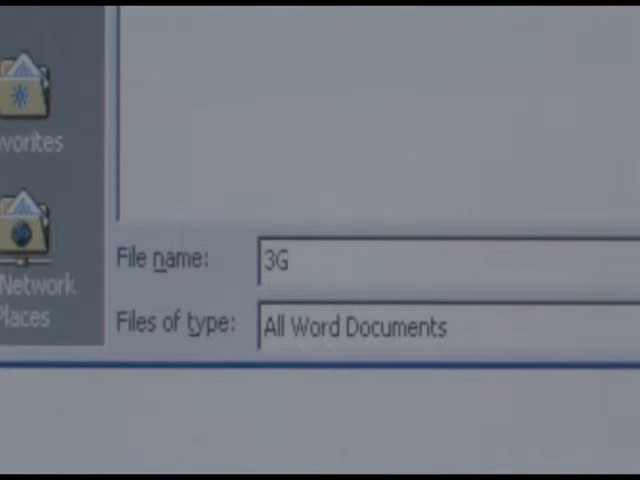 vorites
Network
Places
File name:
3G
Files of type:
All Word Documents